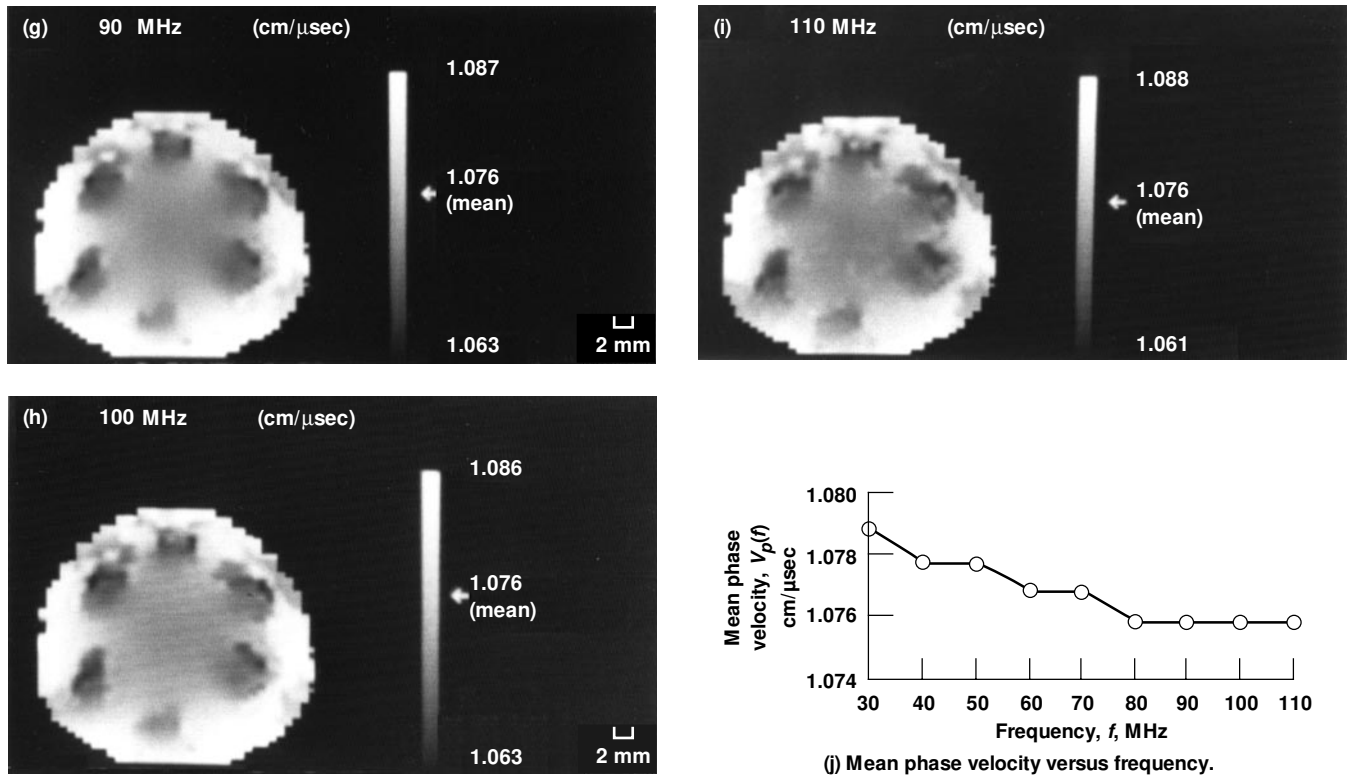 (g) 90 MHz (cm/μsec)
1.087
1.076
(mean)
1.063
2 mm
(i) 110 MHz (cm/μsec)
1.088
1.076
(mean)
1.061
(h) 100 MHz (cm/μsec)
1.086
1.076
(mean)
1.063
2 mm
Mean phase
velocity, Vp(f)
cm/μsec
1.080
1.078
1.076
1.074
30 40 50 60 70 80 90 100 110
Frequency, f, MHz
(j) Mean phase velocity versus frequency.